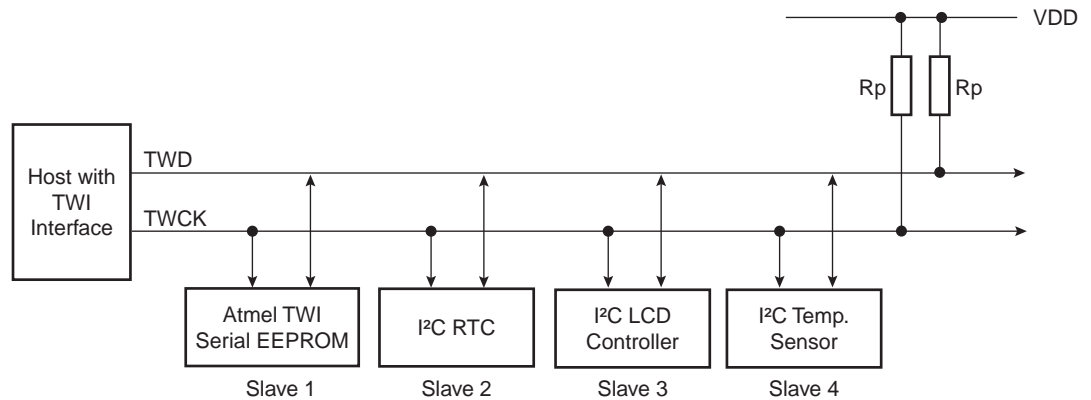 VDD
Rp
Rp
Host with
TWI
Interface
TWD
TWCK
Atmel TWI
Serial EEPROM
I²C RTC
I²C LCD
Controller
I²C Temp.
Sensor
Slave 1
Slave 2
Slave 3
Slave 4